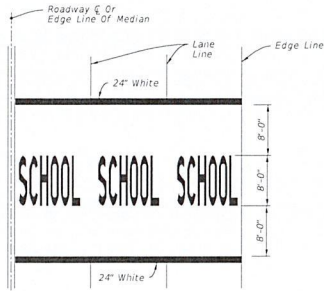 Roadway ℄ Or
Edge Line Of Median
Lane
Line
Edge Line
24" White
8'-0"
SCHOOL SCHOOL SCHOOL
8'-0"
8'-0"
24" White